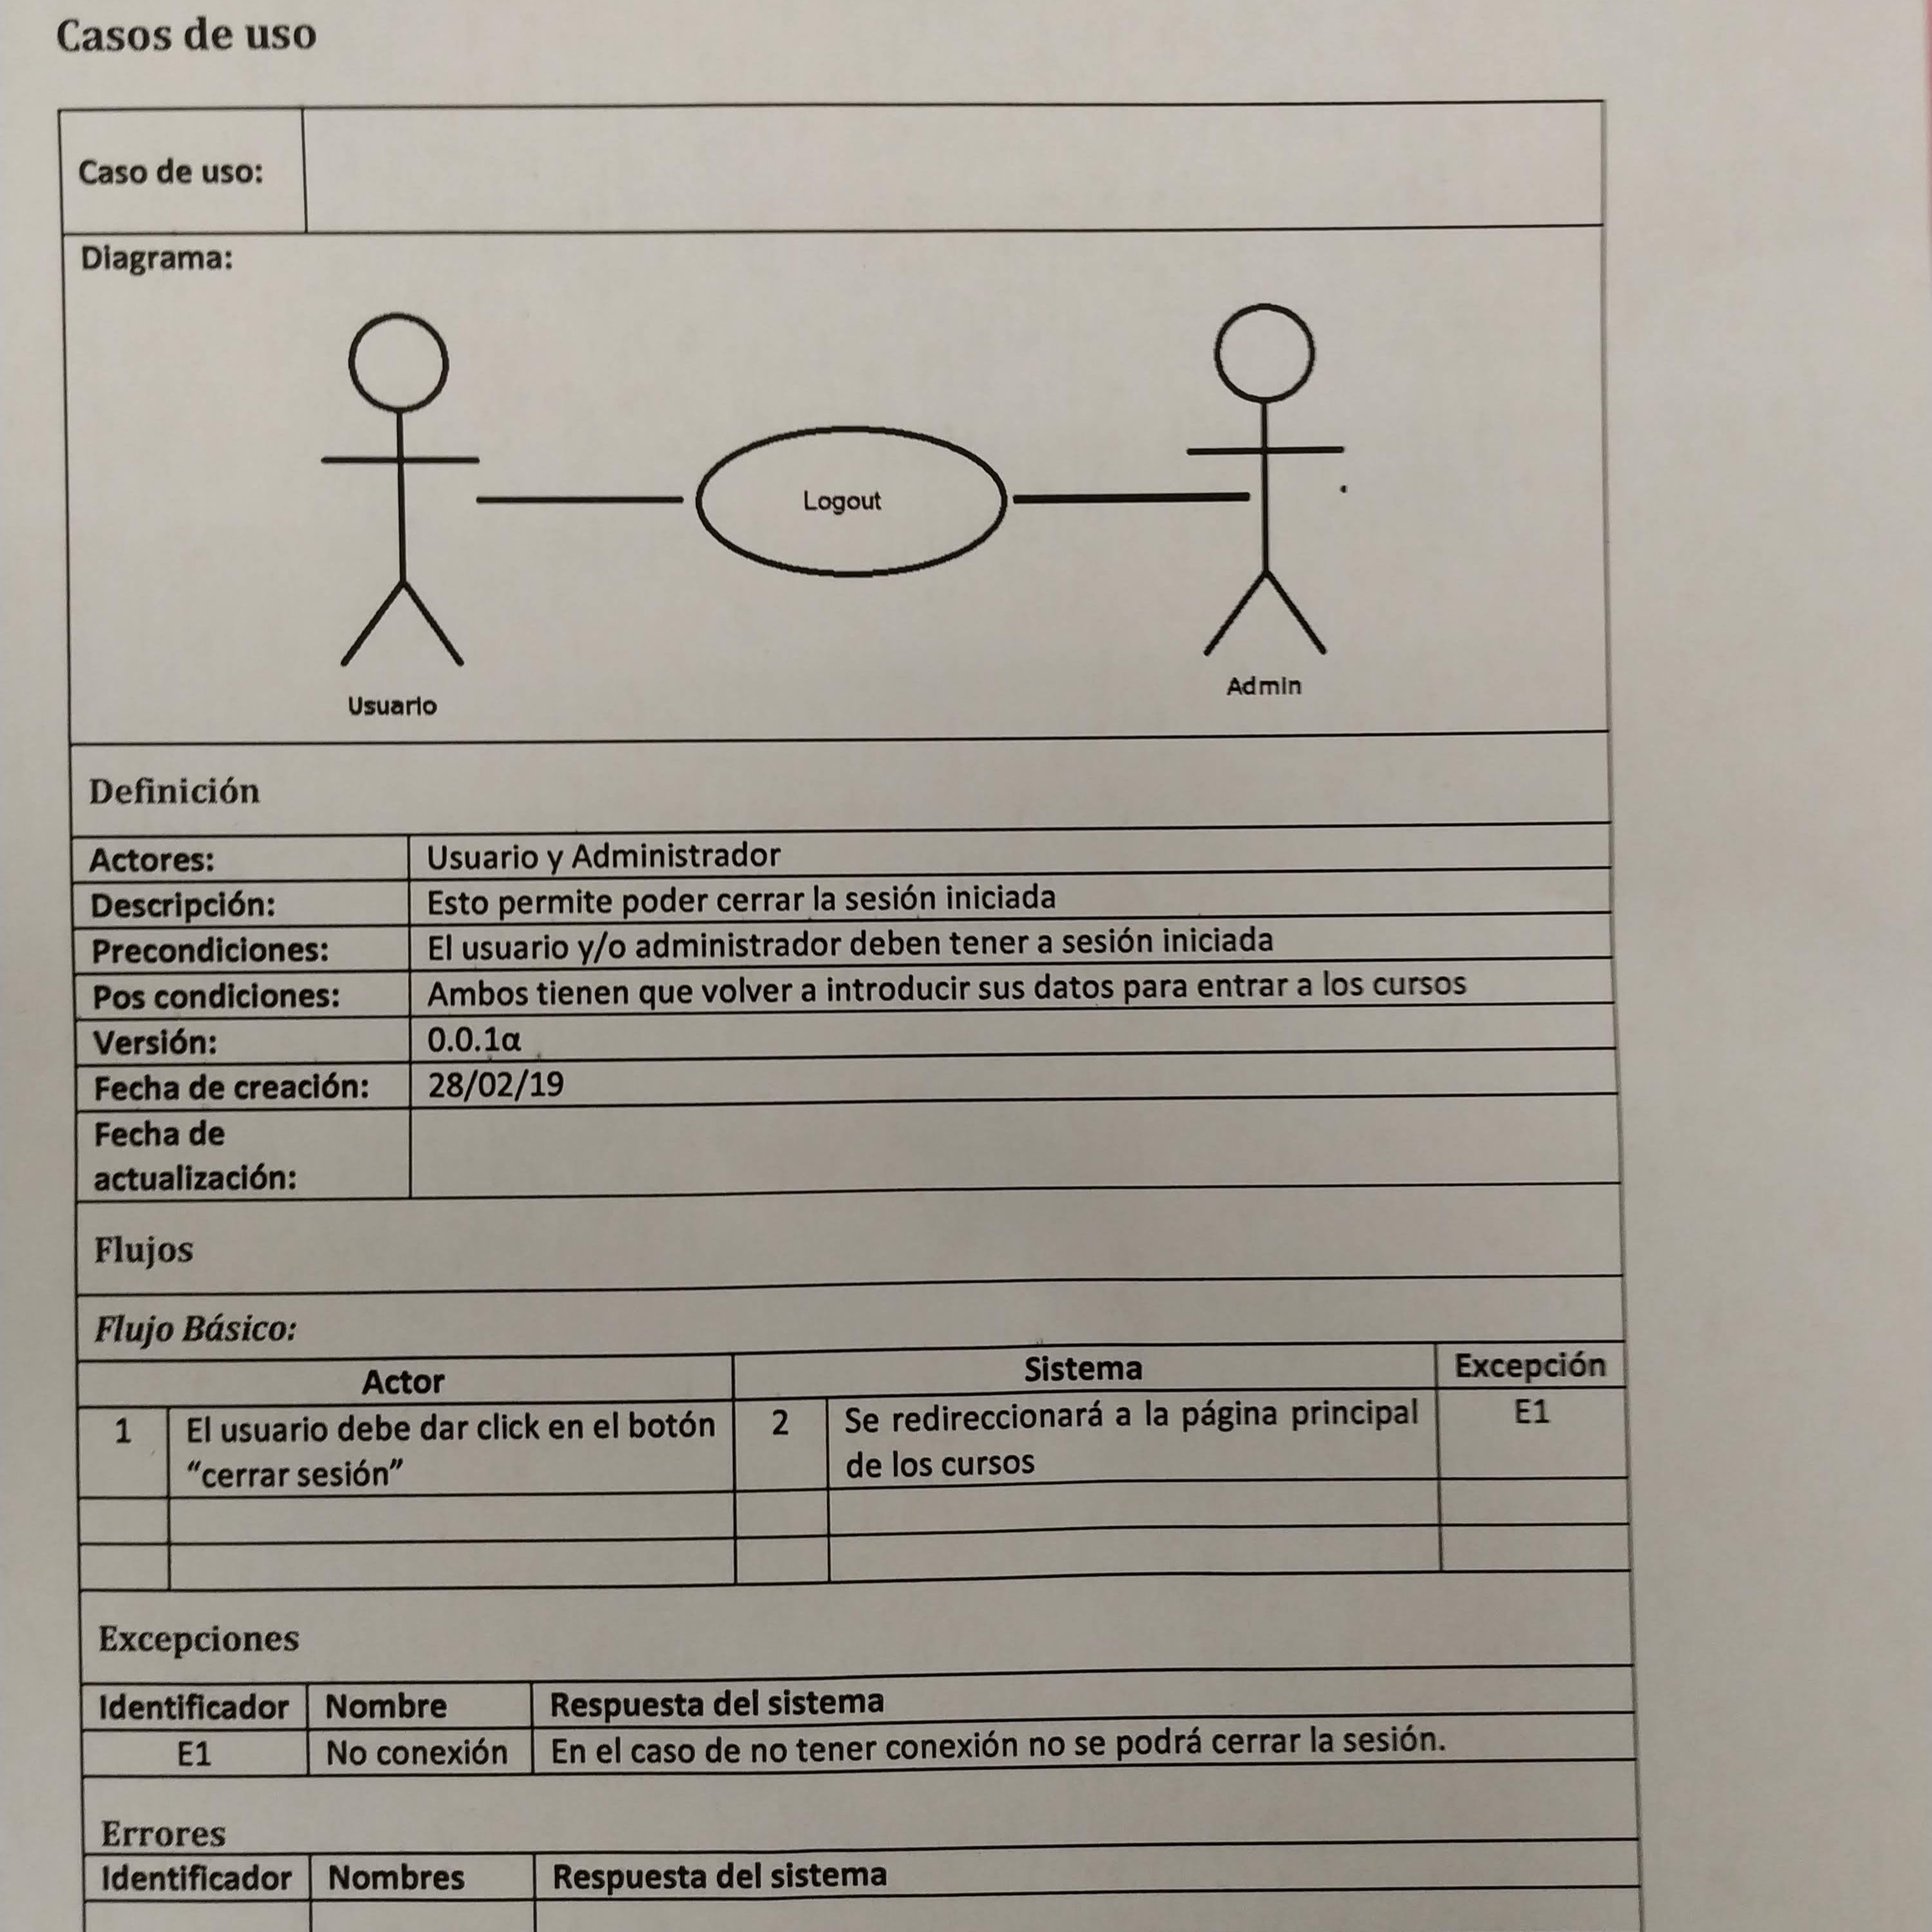 Casos de uso
Caso de uso:
Diagrama:
Logout
Usuario
Admin
Definición
Actores: Usuario y Administrador
Descripción: Esto permite poder cerrar la sesión iniciada
Precondiciones: El usuario y/o administrador deben tener a sesión iniciada
Pos condiciones: Ambos tienen que volver a introducir sus datos para entrar a los cursos
Versión: 0.0.1α
Fecha de creación: 28/02/19
Fecha de
actualización:
Flujos
Flujo Básico:
Actor Sistema Excepción
1 El usuario debe dar click en el botón 2 Se redireccionará a la página principal E1
“cerrar sesión” de los cursos
Excepciones
Identificador Nombre Respuesta del sistema
E1 No conexión En el caso de no tener conexión no se podrá cerrar la sesión.
Errores
Identificador Nombres Respuesta del sistema